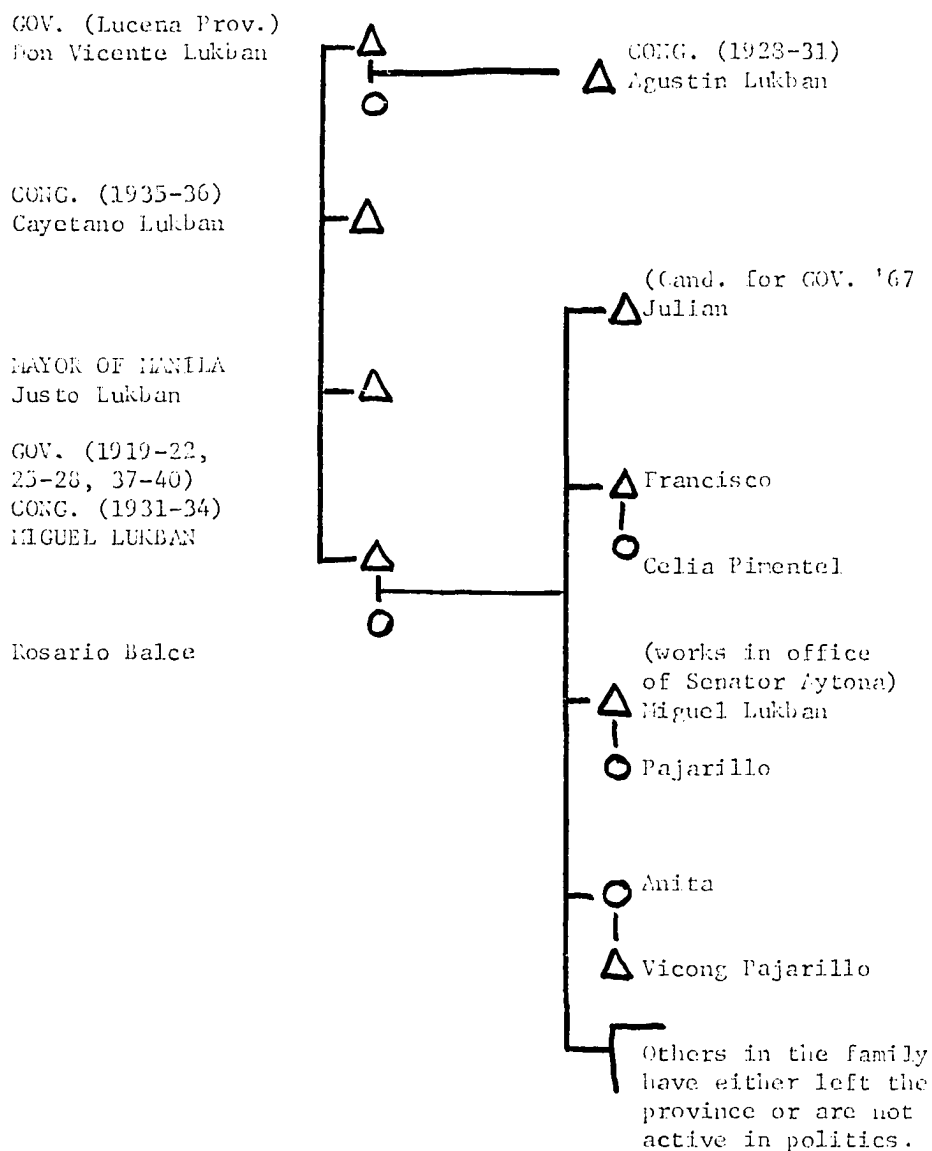 GOV. (Lucena Prov.)
Don Vicente Lukban
CONG. (1928-31)
Agustin Lukban
CONG. (1935-36)
Cayetano Lukban
(Cand. for GOV. '67
Julian
MAYOR OF MANILA
Justo Lukban
GOV. (1919-22,
25-28, 37-40)
CONG. (1931-34)
MIGUEL LUKBAN
Francisco
Celia Pimentel
Rosario Balce
(works in office
of Senator Aytona)
Miguel Lukban
Pajarillo
Anita
Vicong Pajarillo
Others in the family
have either left the
province or are not
active in politics.